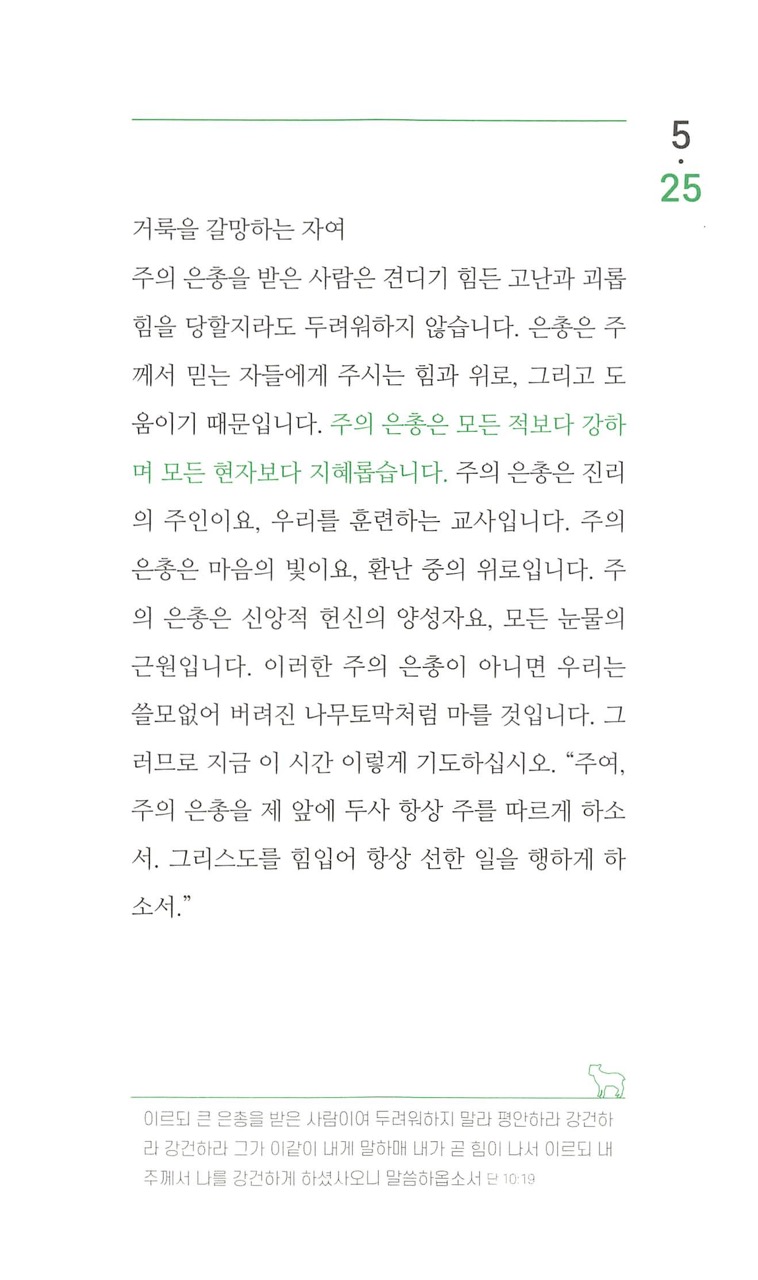 5
·
25
거룩을 갈망하는 자여
주의 은총을 받은 사람은 견디기 힘든 고난과 괴롭
힘을 당할지라도 두려워하지 않습니다. 은총은 주
께서 믿는 자들에게 주시는 힘과 위로, 그리고 도
움이기 때문입니다. 주의 은총은 모든 적보다 강하
며 모든 현자보다 지혜롭습니다. 주의 은총은 진리
의 주인이요, 우리를 훈련하는 교사입니다. 주의
은총은 마음의 빛이요, 환난 중의 위로입니다. 주
의 은총은 신앙적 헌신의 양성자요, 모든 눈물의
근원입니다. 이러한 주의 은총이 아니면 우리는
쓸모없어 버려진 나무토막처럼 마를 것입니다. 그
러므로 지금 이 시간 이렇게 기도하십시오. “주여,
주의 은총을 제 앞에 두사 항상 주를 따르게 하소
서. 그리스도를 힘입어 항상 선한 일을 행하게 하
소서.”
이르되 큰 은총을 받은 사람이여 두려워하지 말라 평안하라 강건하
라 강건하라 그가 이같이 내게 말하매 내가 곧 힘이 나서 이르되 내
주께서 나를 강건하게 하셨사오니 말씀하옵소서 단 10:19